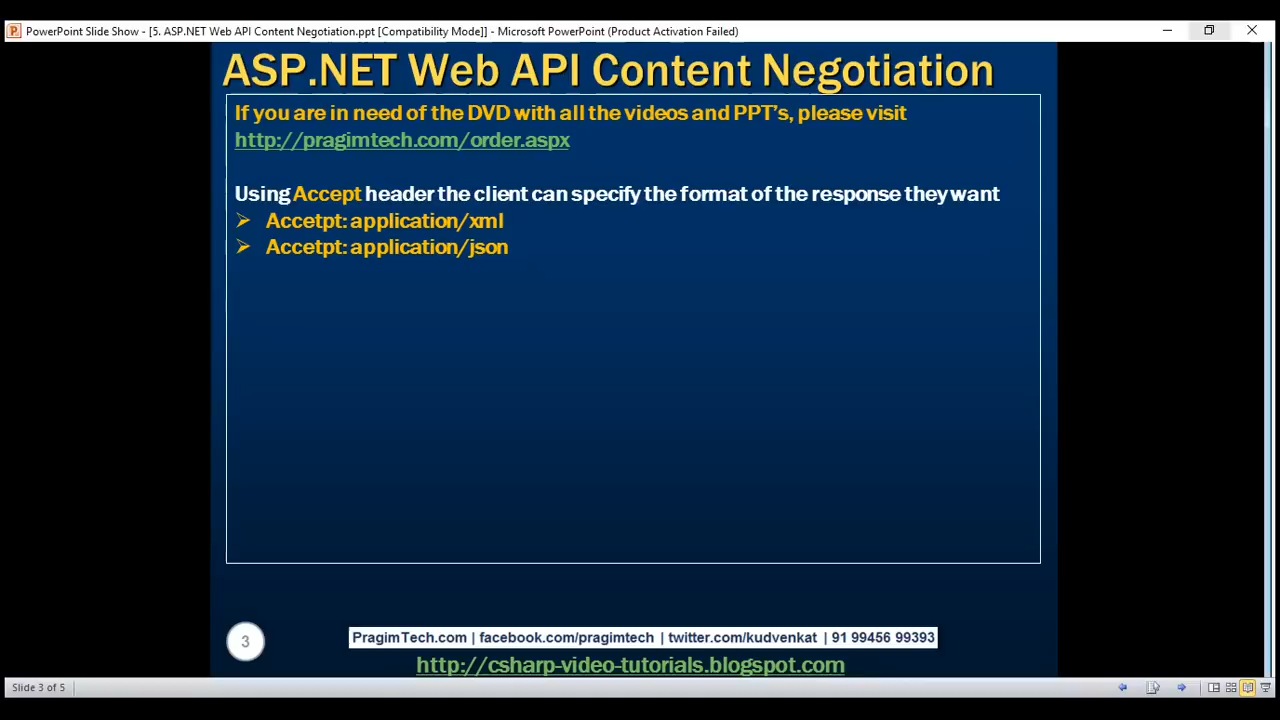 PowerPoint Slide Show - [5. ASP.NET Web API Content Negotiation.ppt [Compatibility Mode]] - Microsoft PowerPoint (Product Activation Failed)
ASP.NET Web API Content Negotiation
If you are in need of the DVD with all the videos and PPT's, please visit
http://pragimtech.com/order.aspx
Using Accept header the client can specify the format of the response they want
Accetpt: application/xml
Accetpt: application/json
3
PragimTech.com | facebook.com/pragimtech | twitter.com/kudvenkat | 91 99456 99393
http://csharp-video-tutorials.blogspot.com
Slide 3 of 5